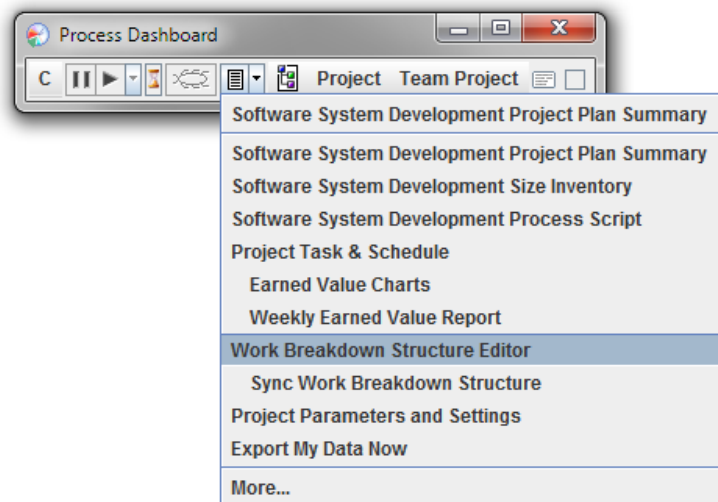 Process Dashboard
C Project Team Project
Software System Development Project Plan Summary
Software System Development Project Plan Summary
Software System Development Size Inventory
Software System Development Process Script
Project Task & Schedule
Earned Value Charts
Weekly Earned Value Report
Work Breakdown Structure Editor
Sync Work Breakdown Structure
Project Parameters and Settings
Export My Data Now
More...